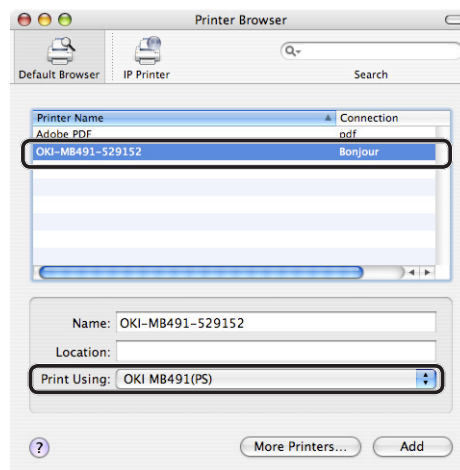 Printer Browser
Default Browser IP Printer Search
Printer Name Connection
Adobe PDF pdf
OKI-MB491-529152 Bonjour
Name: OKI-MB491-529152
Location:
Print Using: OKI MB491(PS)
? More Printers... Add